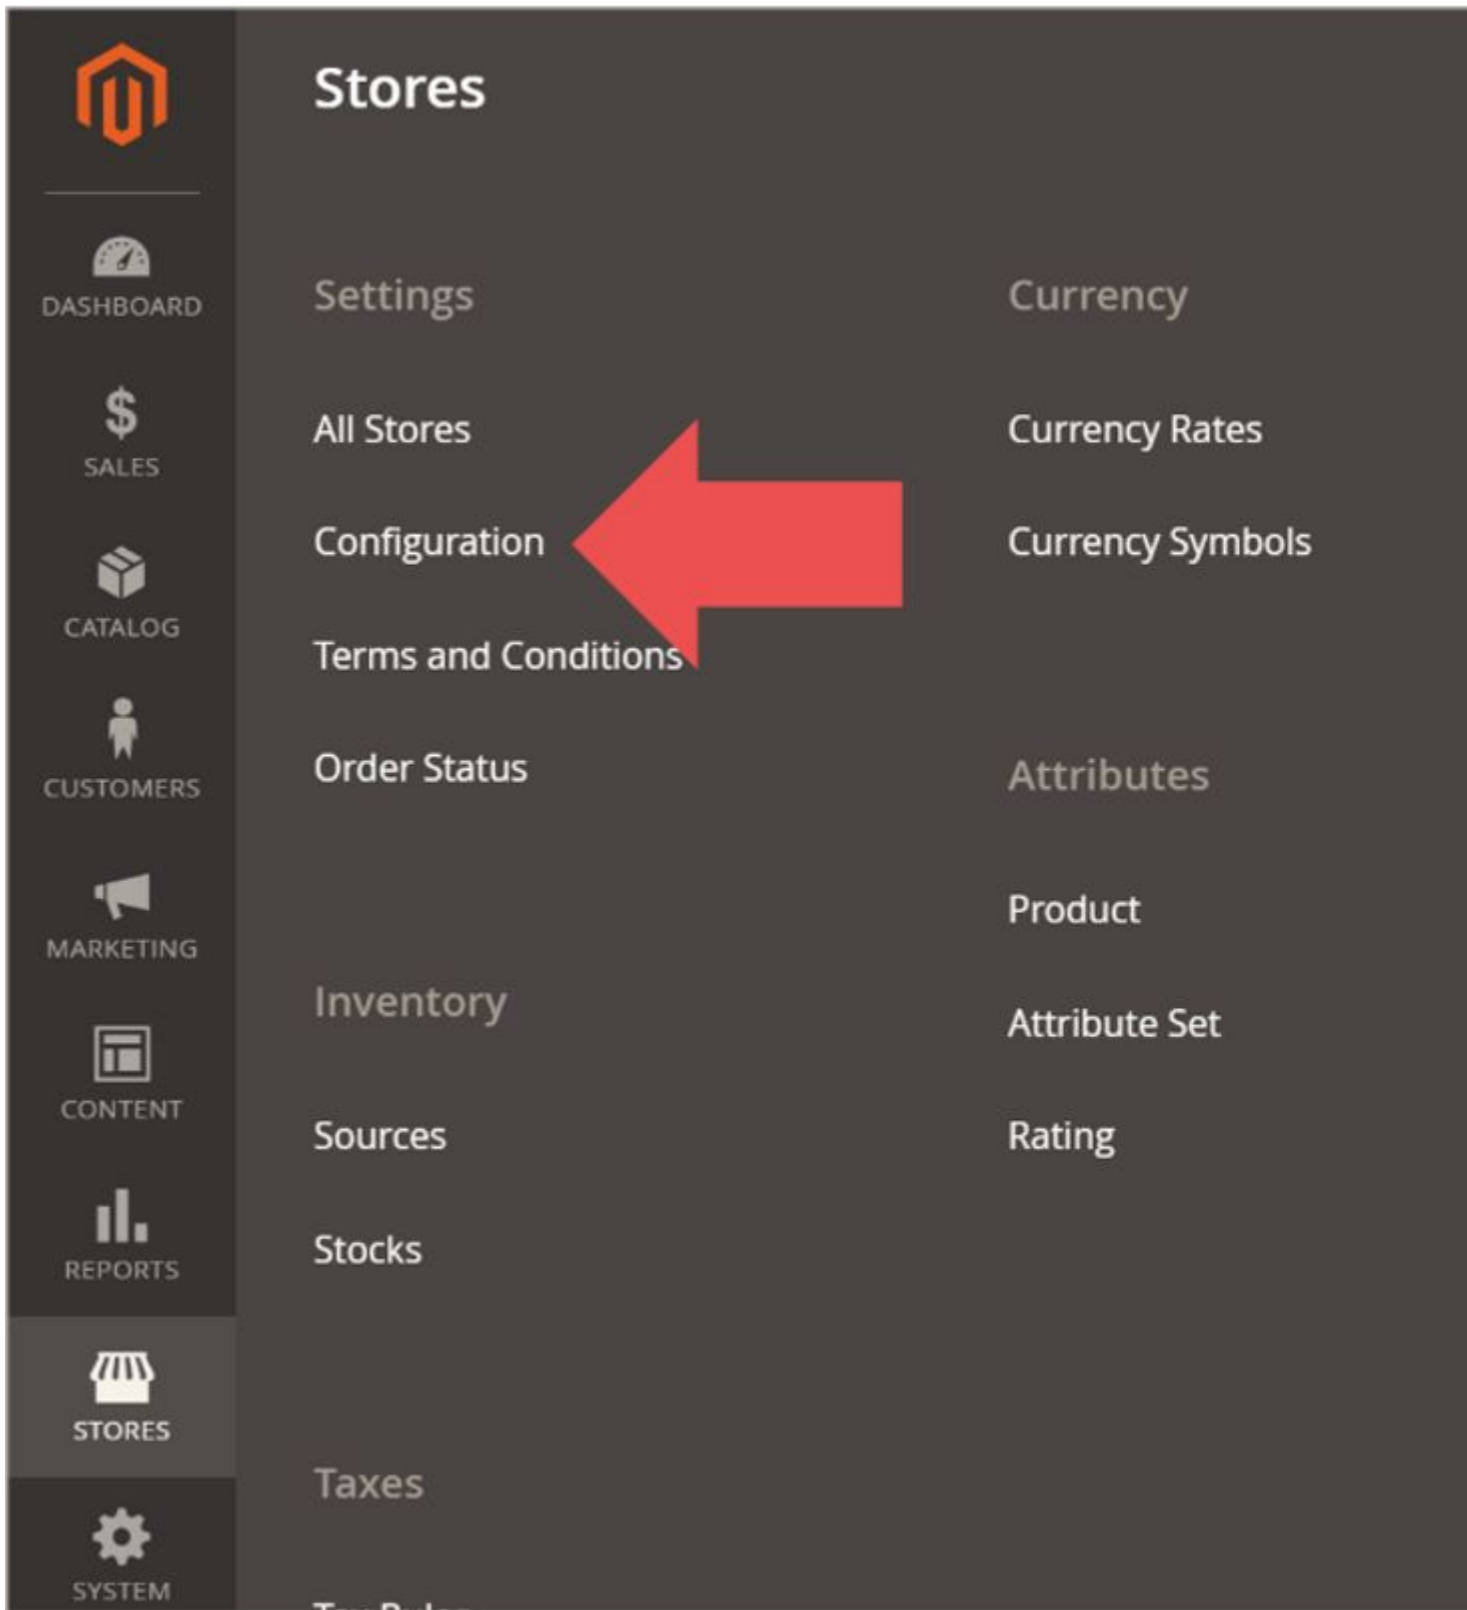 Stores
DASHBOARD
SALES
CATALOG
CUSTOMERS
MARKETING
CONTENT
REPORTS
STORES
SYSTEM
Settings
All Stores
Configuration
Terms and Conditions
Order Status
Inventory
Sources
Stocks
Taxes
Currency
Currency Rates
Currency Symbols
Attributes
Product
Attribute Set
Rating